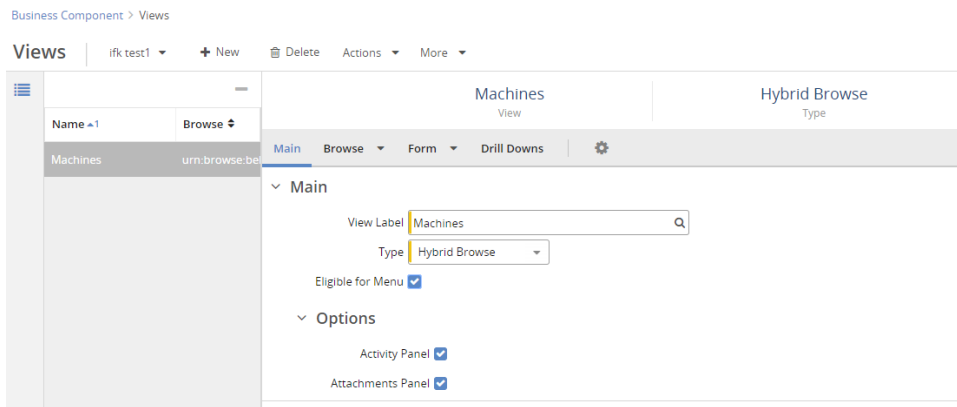 Business Component > Views
Views ifk test1 New Delete Actions More
Machines Hybrid Browse
View Type
Name 1 Browse
Machines urn:browse:be
Main Browse Form Drill Downs
Main
View Label Machines
Type Hybrid Browse
Eligible for Menu
Options
Activity Panel
Attachments Panel